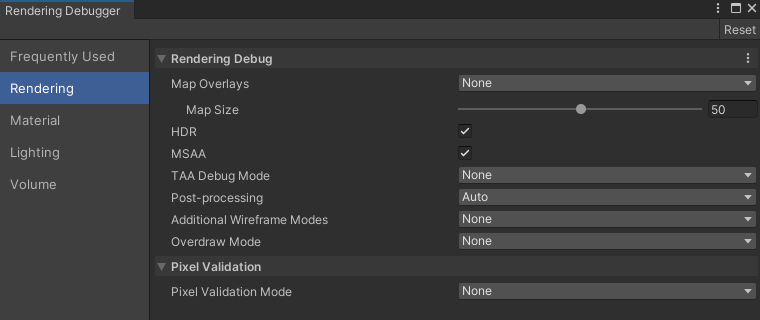 Rendering Debugger
Reset
Frequently Used
Rendering
Material
Lighting
Volume
Rendering Debug
Map Overlays None
Map Size 50
HDR
MSAA
TAA Debug Mode None
Post-processing Auto
Additional Wireframe Modes None
Overdraw Mode None
Pixel Validation
Pixel Validation Mode None